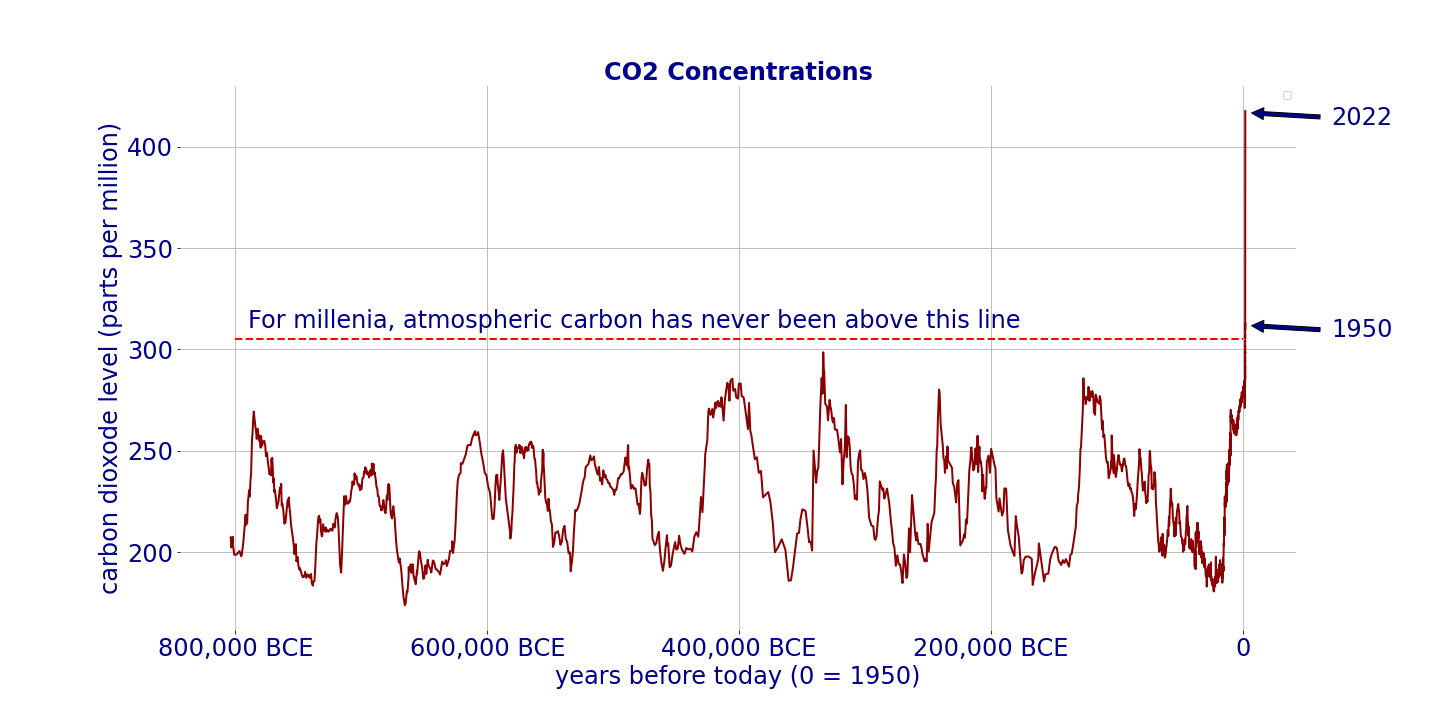 CO2 Concentrations
2022
400
350
For millenia, atmospheric carbon has never been above this line
1950
300
250
200
carbon dioxode level (parts per million)
800,000 BCE
600,000 BCE
400,000 BCE
200,000 BCE
0
years before today (0 = 1950)